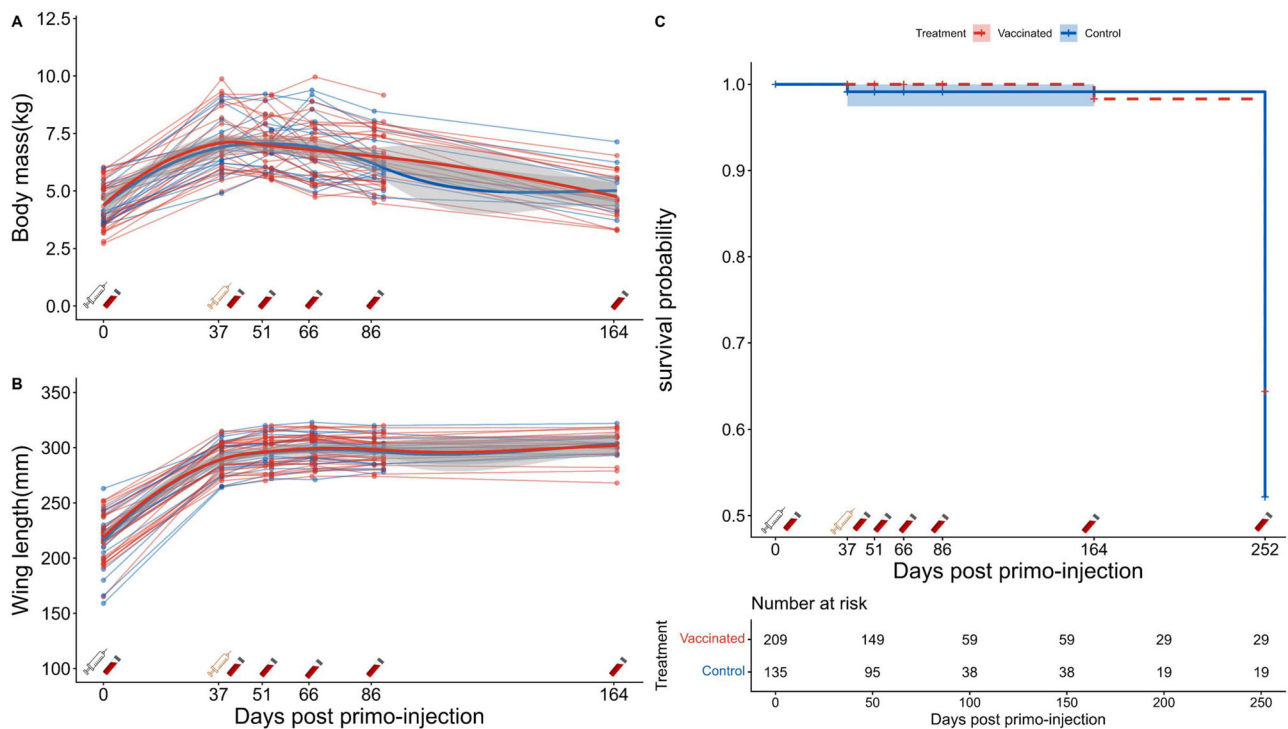 A
Body mass(kg)
12.5
10.0
7.5
5.0
2.5
0.0
0 37 51 66 86 164
B
Wing length(mm)
350
300
250
200
150
100
0 37 51 66 86 164
Days post primo-injection
C
Treatment Vaccinated Control
survival probability
1.0
0.9
0.8
0.7
0.6
0.5
0 37 51 66 86 164 252
Days post primo-injection
Number at risk
Treatment
Vaccinated 209 149 59 59 29 29
Control 135 95 38 38 19 19
0 50 100 150 200 250
Days post primo-injection